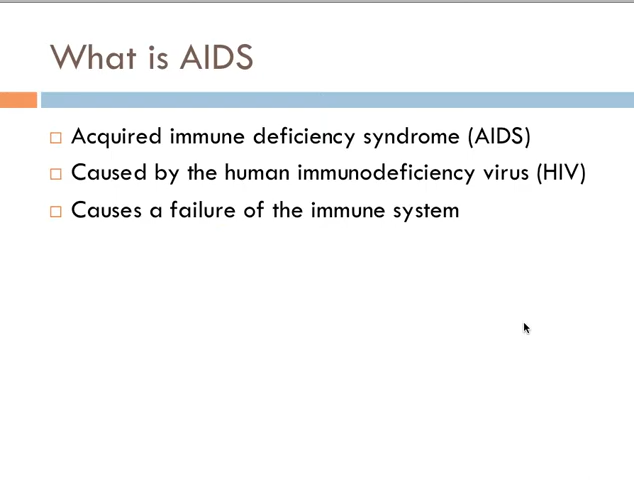 What is AIDS
Acquired immune deficiency syndrome (AIDS)
Caused by the human immunodeficiency virus (HIV)
Causes a failure of the immune system